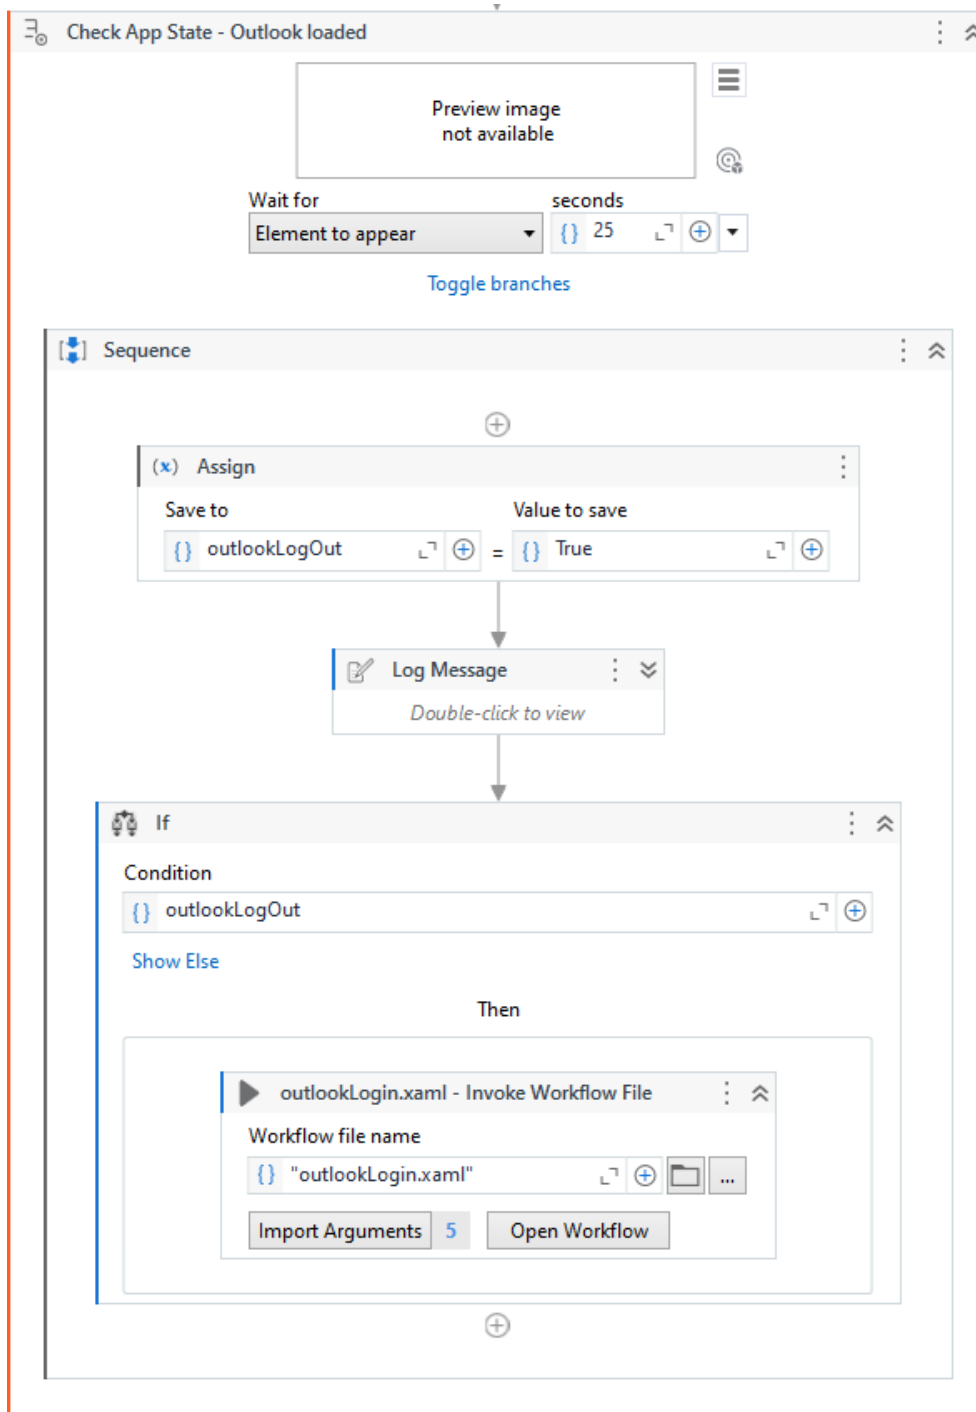 Check App State - Outlook loaded
Preview image
not available
Wait for
seconds
Element to appear
{} 25
Toggle branches
Sequence
(x) Assign
Save to
Value to save
{} outlookLogOut
=
{} True
Log Message
Double-click to view
If
Condition
{} outlookLogOut
Show Else
Then
outlookLogin.xaml - Invoke Workflow File
Workflow file name
{} "outlookLogin.xaml"
...
Import Arguments 5
Open Workflow